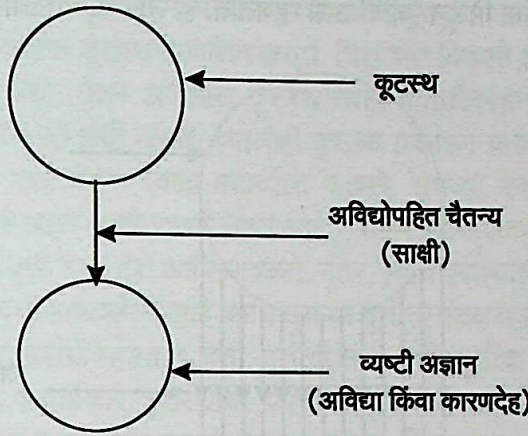 कूटस्थ
अविद्योपहित चैतन्य
(साक्षी)
व्यष्टी अज्ञान
(अविद्या किंवा कारणदेह)